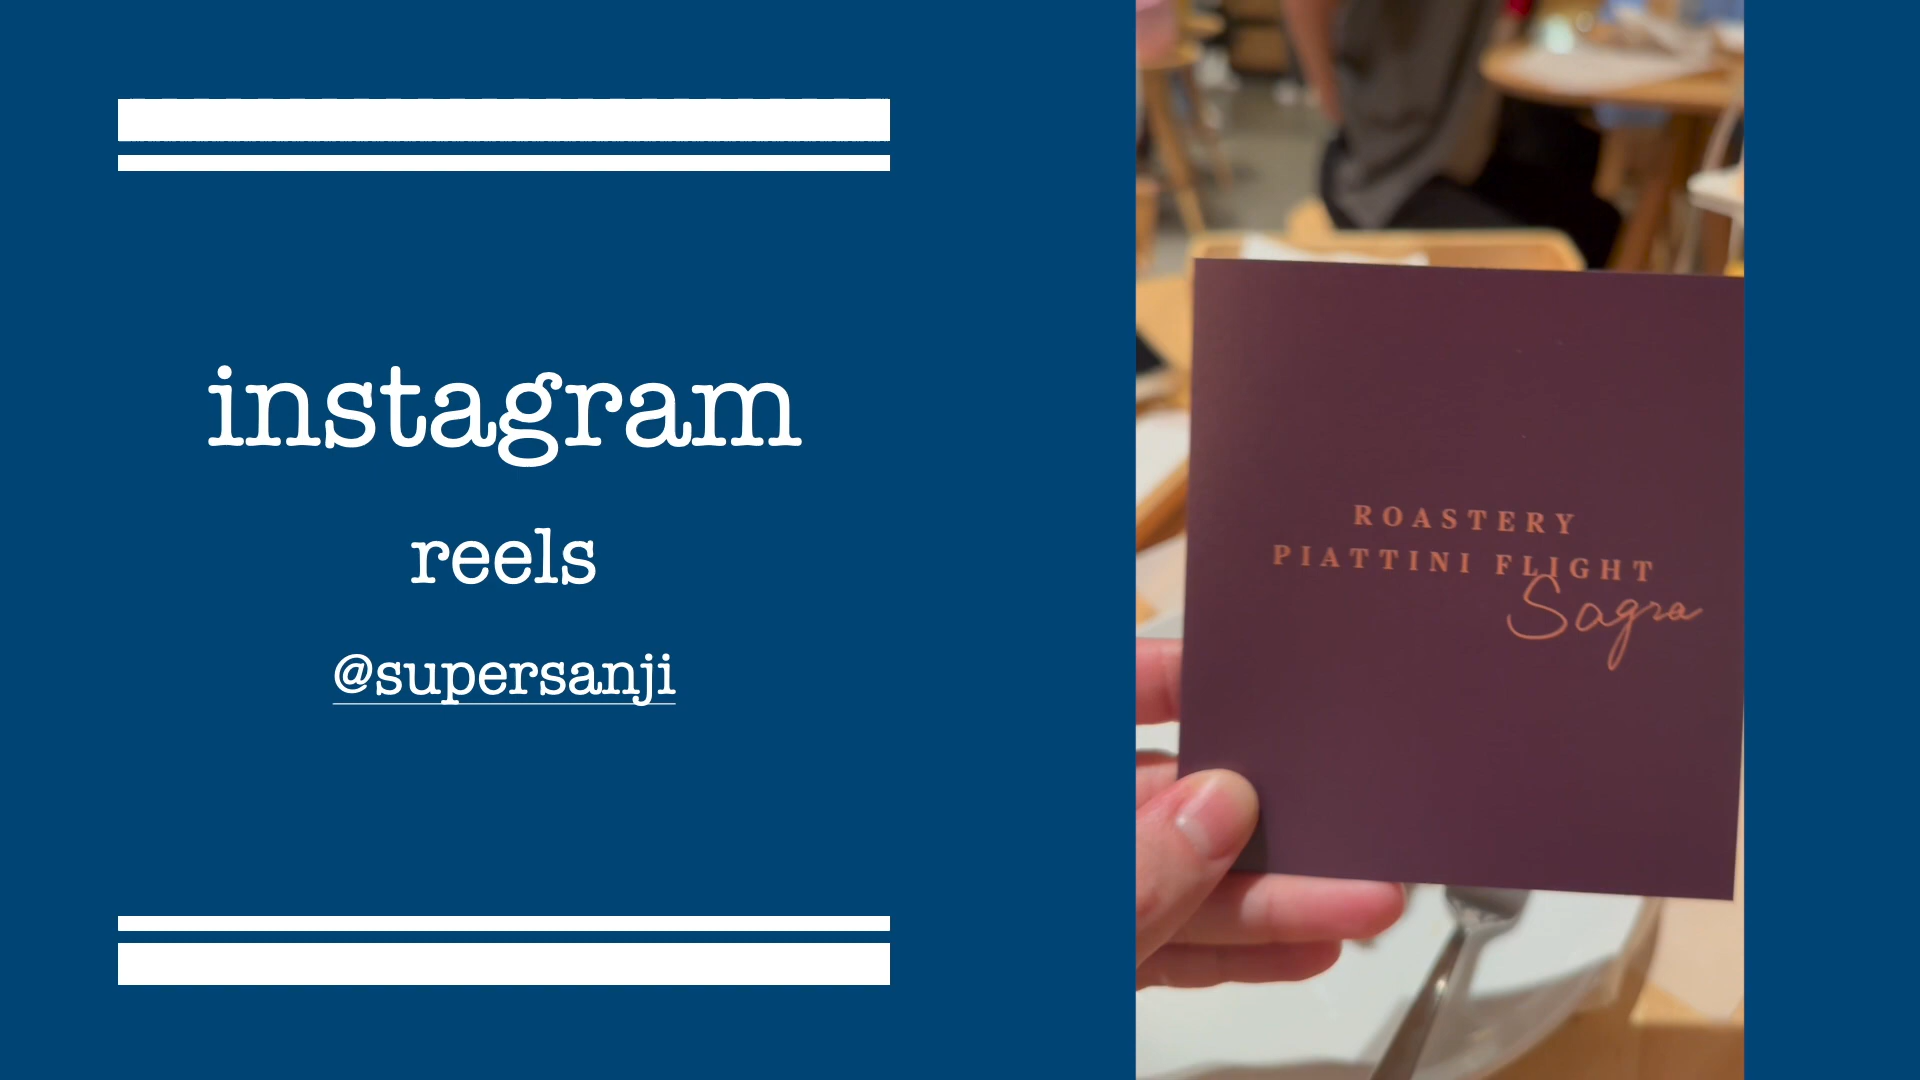 instagram
reels
@supersanji
ROASTERY
PIATTINI FLIGHT
Sagra